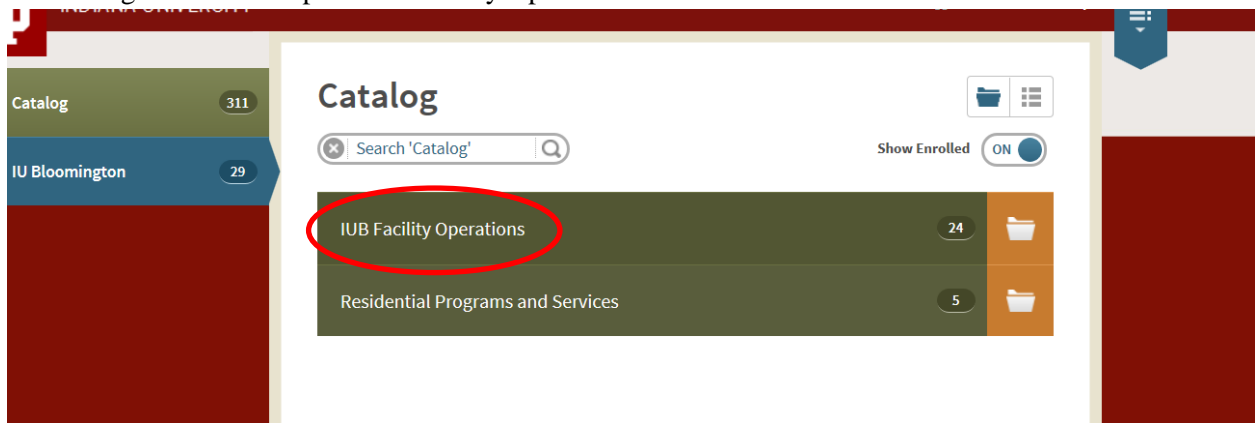 Catalog 311
IU Bloomington 29
Catalog
Search 'Catalog'
Show Enrolled ON
IUB Facility Operations 24
Residential Programs and Services 5